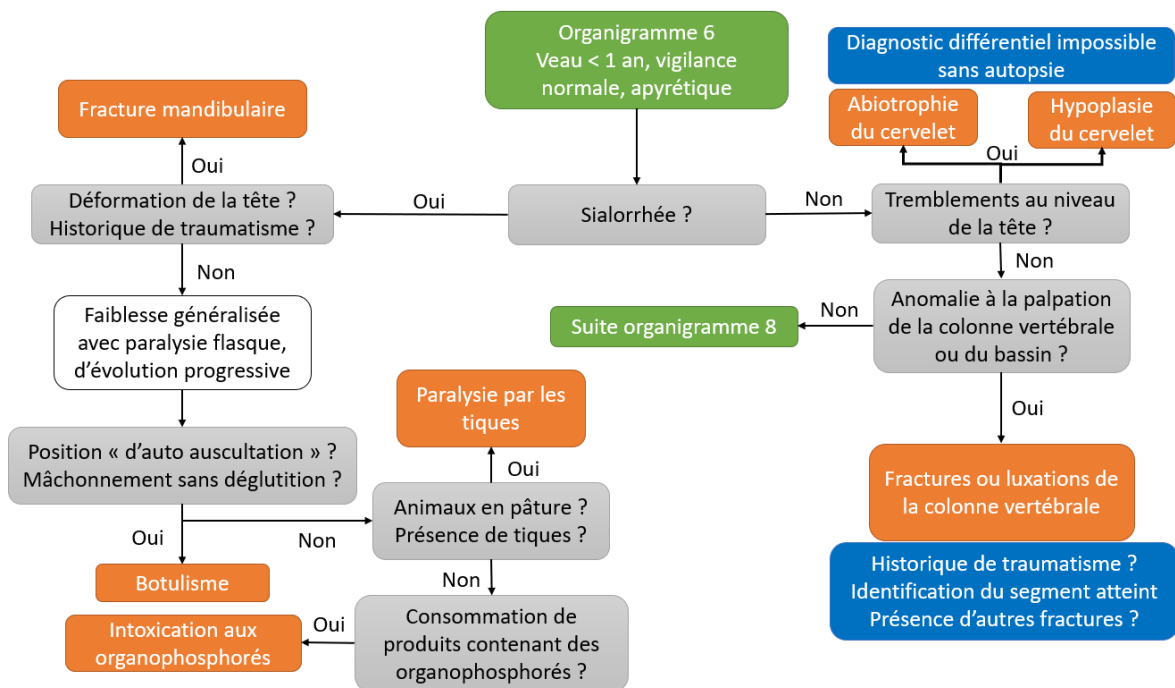 Organigramme 6
Veau < 1 an, vigilance
normale, apyrétique
Diagnostic différentiel impossible
sans autopsie
Abiotrophie
du cervelet
Hypoplasie
du cervelet
Oui
Fracture mandibulaire
Oui
Déformation de la tête ?
Historique de traumatisme ?
Oui
Sialorrhée ?
Non
Tremblements au niveau
de la tête ?
Non
Non
Faiblesse généralisée
avec paralysie flasque,
d’évolution progressive
Suite organigramme 8
Non
Anomalie à la palpation
de la colonne vertébrale
ou du bassin ?
Oui
Paralysie par les
tiques
Oui
Position « d’auto auscultation » ?
Mâchonnement sans déglutition ?
Oui
Non
Animaux en pâture ?
Présence de tiques ?
Non
Fractures ou luxations de
la colonne vertébrale
Historique de traumatisme ?
Identification du segment atteint
Présence d’autres fractures ?
Botulisme
Intoxication aux
organophosphorés
Oui
Consommation de
produits contenant des
organophosphorés ?